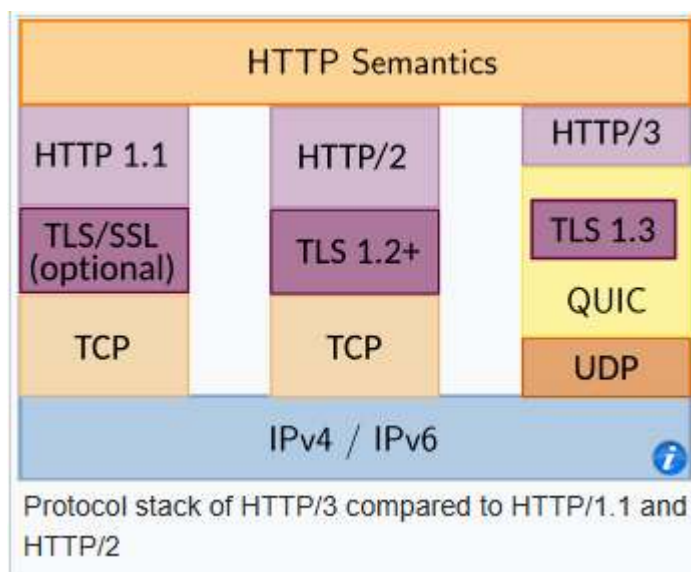 HTTP Semantics
HTTP 1.1
TLS/SSL
(optional)
TCP
HTTP/2
TLS 1.2+
TCP
HTTP/3
TLS 1.3
QUIC
UDP
IPv4 / IPv6
i
Protocol stack of HTTP/3 compared to HTTP/1.1 and
HTTP/2